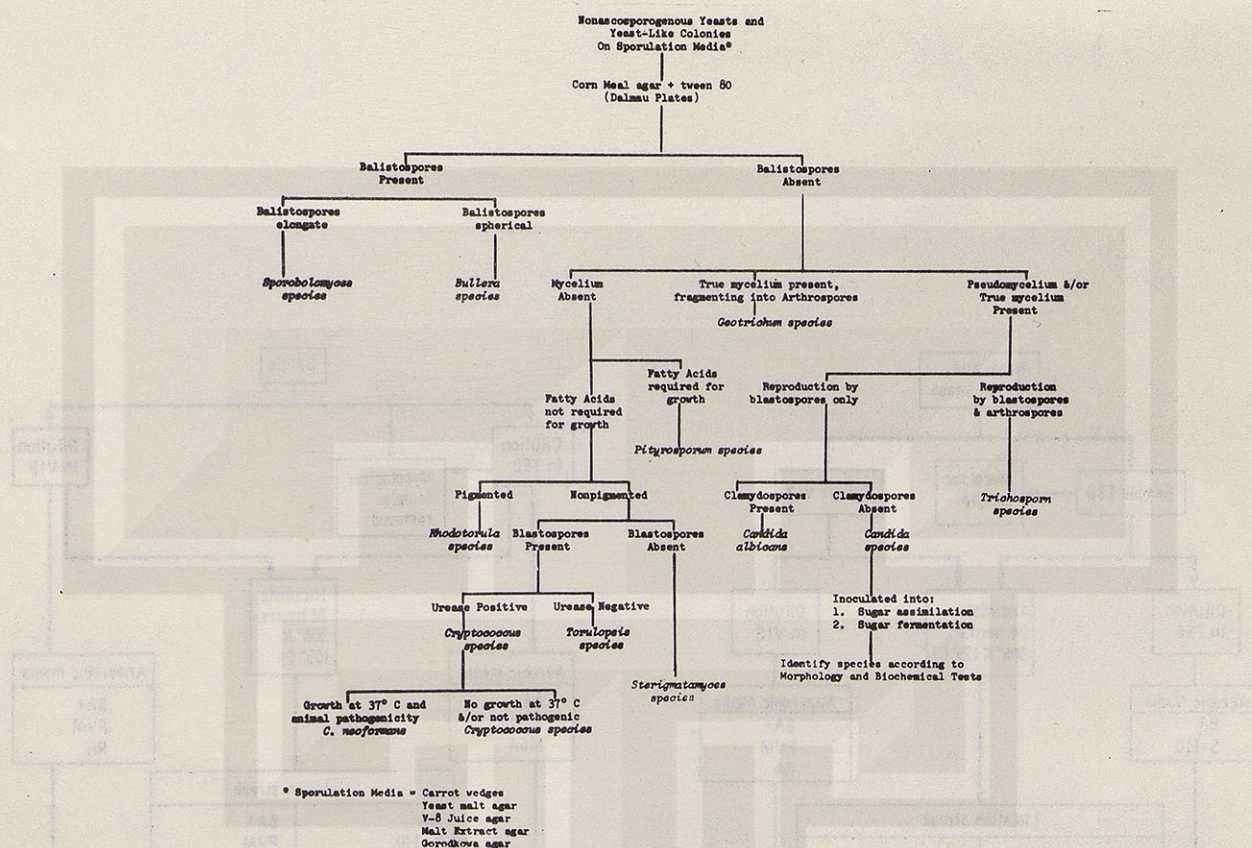 Nonascosporogenous Yeasts and
Yeast-Like Colonies
On Sporulation Media*
Corn Meal agar + tween 80
(Dalmau Plates)
Balistospores
Present
Balistospores
Absent
Balistospores
elongate
Balistospores
spherical
Sporobolomyces
species
Bullera
species
Mycelium
Absent
True mycelium present,
fragmenting into Arthrospores
Geotrichum species
Pseudomycelium &/or
True mycelium
Present
Fatty Acids
not required
for growth
Fatty Acids
required for
growth
Pityrosporum species
Reproduction by
blastospores only
Reproduction
by blastospores
& arthrospores
Pigmented
Nonpigmented
Clamydospores
Present
Clamydospores
Absent
Trichosporn
species
Rhodotorula
species
Blastospores
Present
Blastospores
Absent
Candida
albicans
Candida
species
Urease Positive
Urease Negative
Cryptococcus
species
Torulopsis
species
Inoculated into:
1. Sugar assimilation
2. Sugar fermentation
Identify species according to
Morphology and Biochemical Tests
Sterigmatamyces
species
Growth at 37° C and
animal pathogenicity
C. neoformans
No growth at 37° C
&/or not pathogenic
Cryptococcus species
* Sporulation Media = Carrot wedges
Yeast malt agar
V-8 Juice agar
Malt Extract agar
Gorodkowa agar